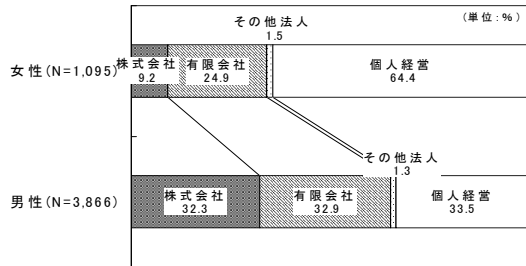 (単位:%)
その他法人
1.5
女性(N=1,095)
株式会社
9.2
有限会社
24.9
個人経営
64.4
その他法人
1.3
男性(N=3,866)
株式会社
32.3
有限会社
32.9
個人経営
33.5